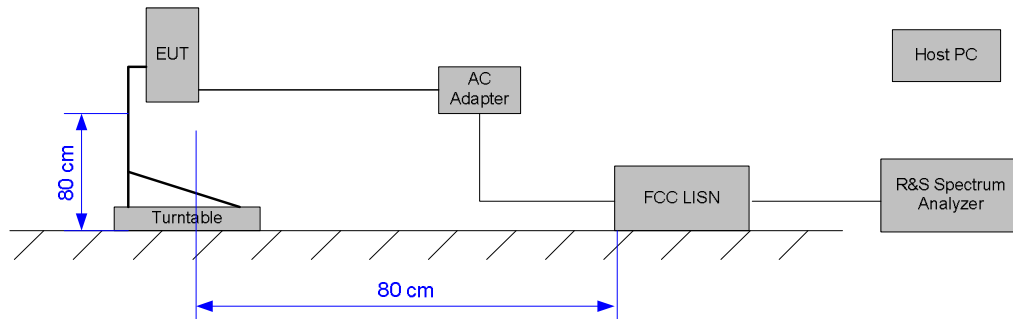 EUT
AC
Adapter
Host PC
80 cm
Turntable
FCC LISN
R&S Spectrum
Analyzer
80 cm